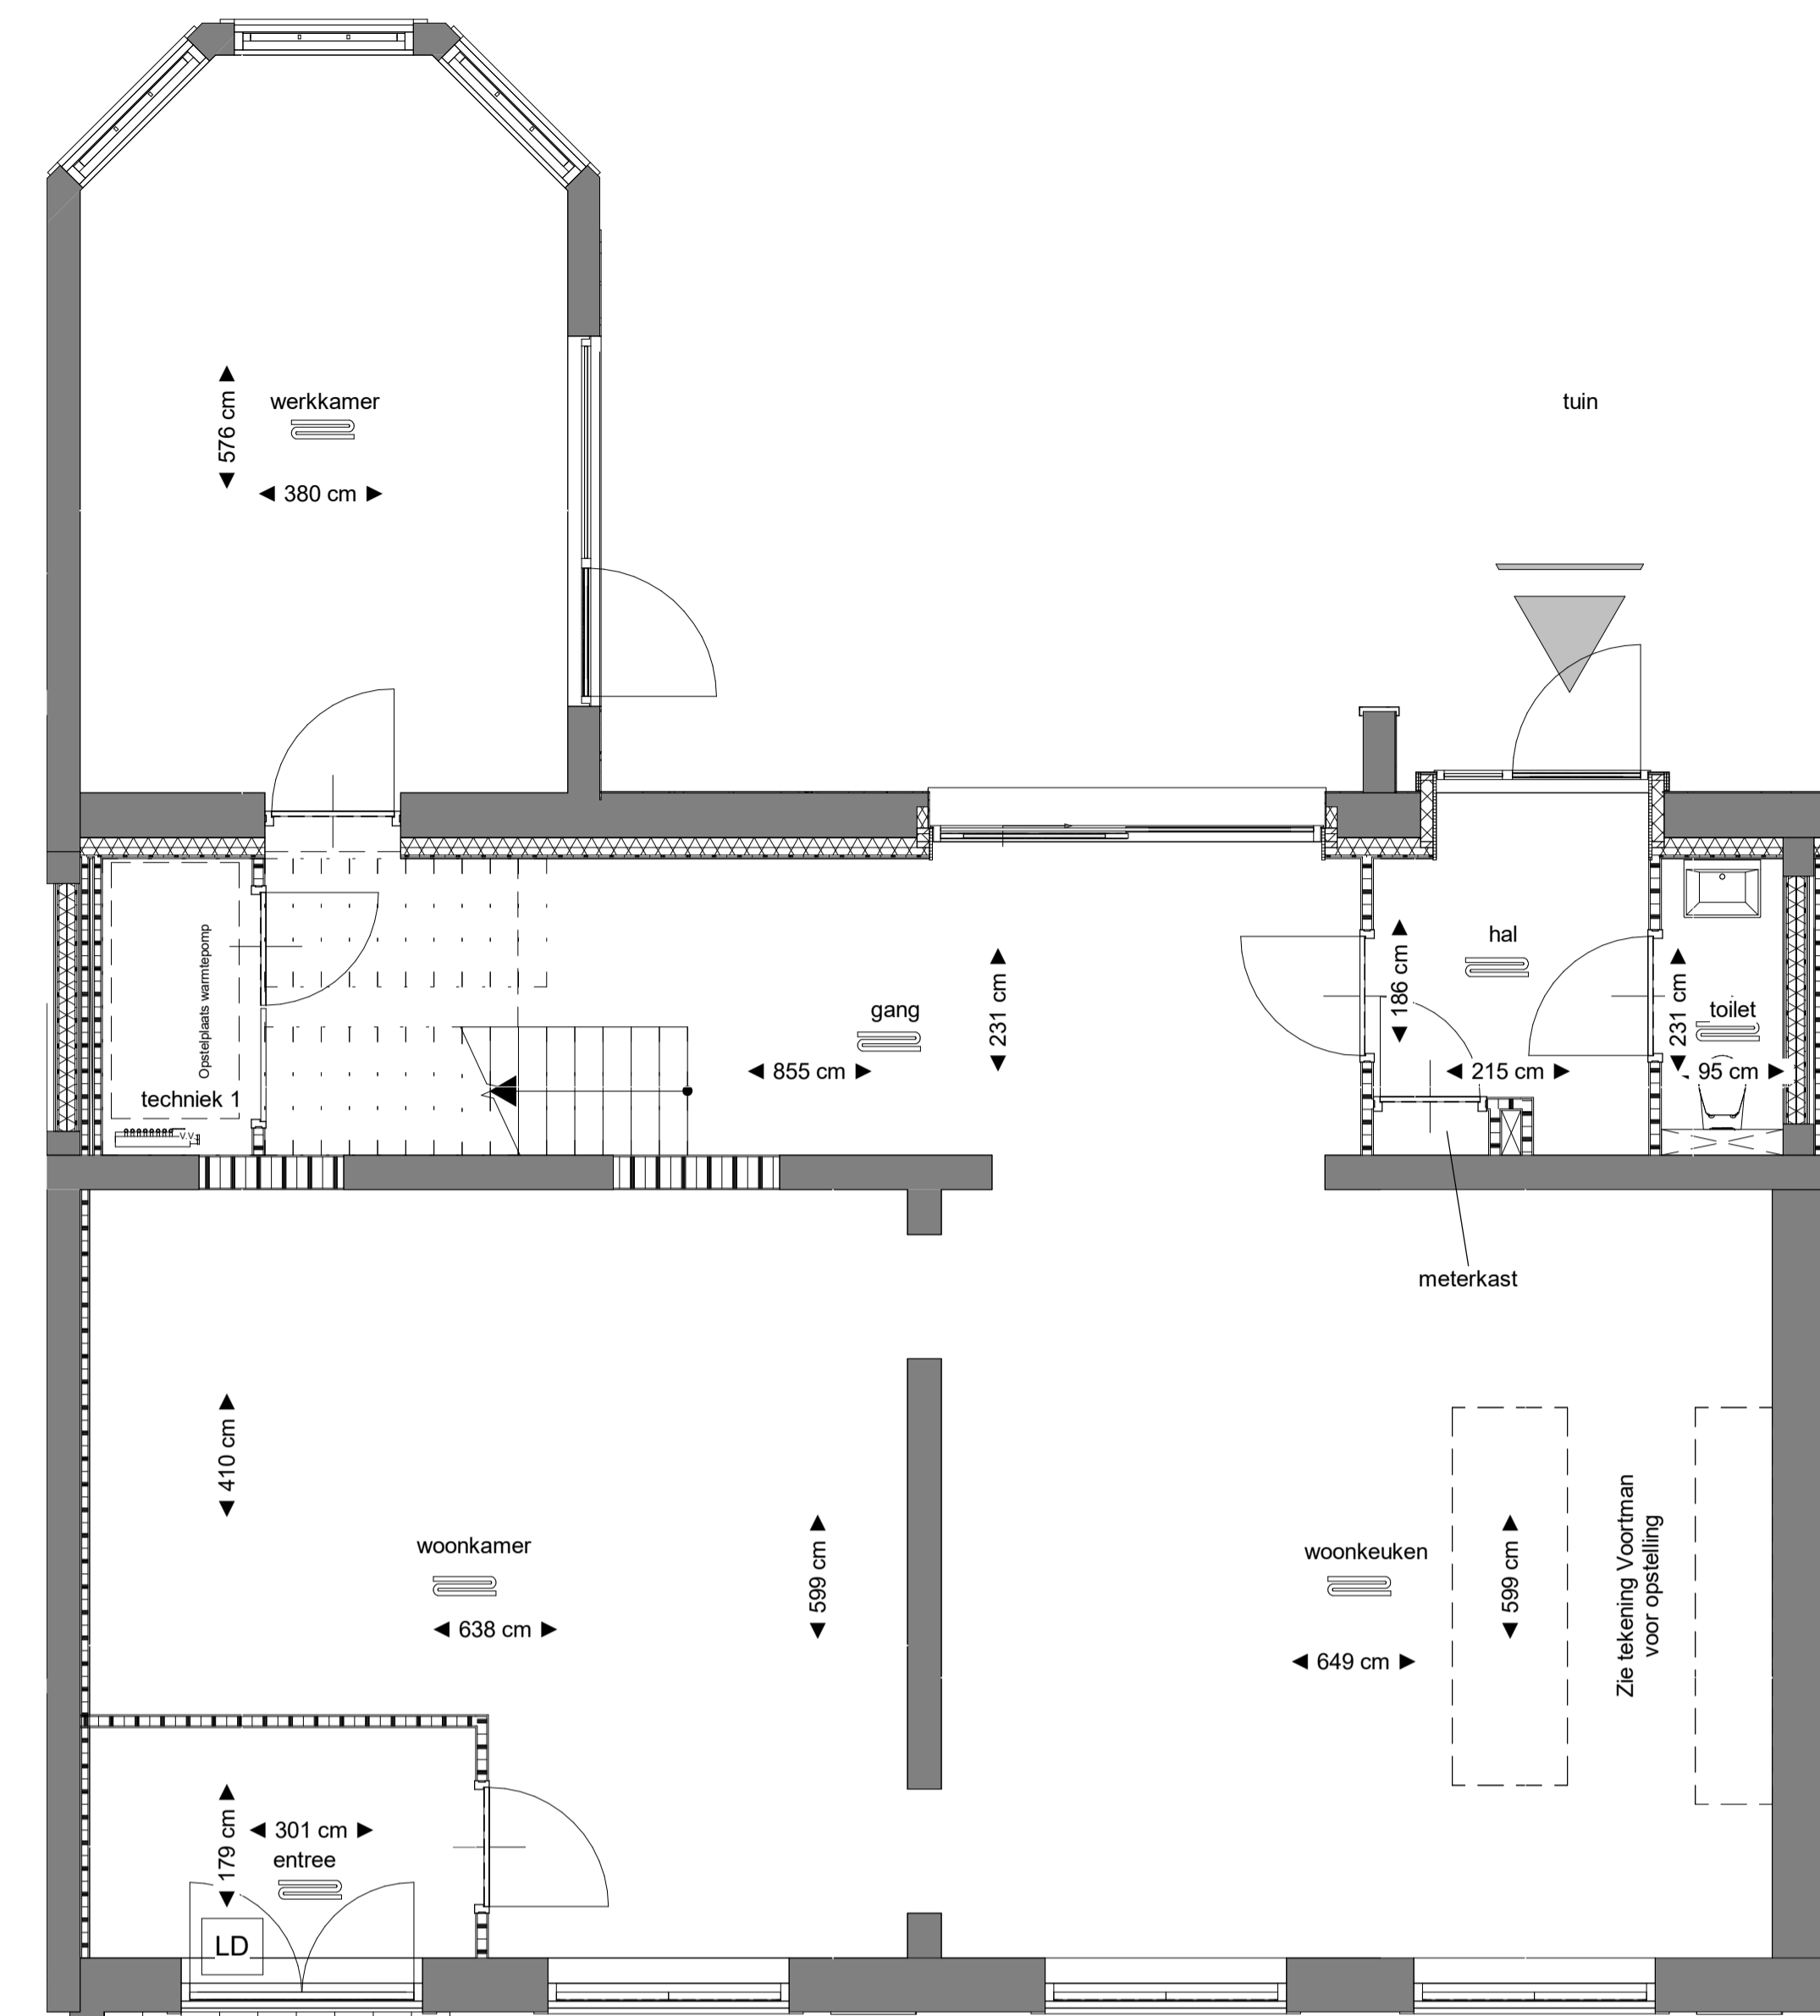 werkkamer
576 cm
380 cm
tuin
Opstelplaats warmtepomp
techniek 1
V.V.
gang
231 cm
855 cm
hal
186 cm
215 cm
231 cm
toilet
95 cm
meterkast
410 cm
woonkamer
599 cm
638 cm
woonkeuken
599 cm
649 cm
Zie tekening Voortman
voor opstelling
179 cm
301 cm
entree
LD